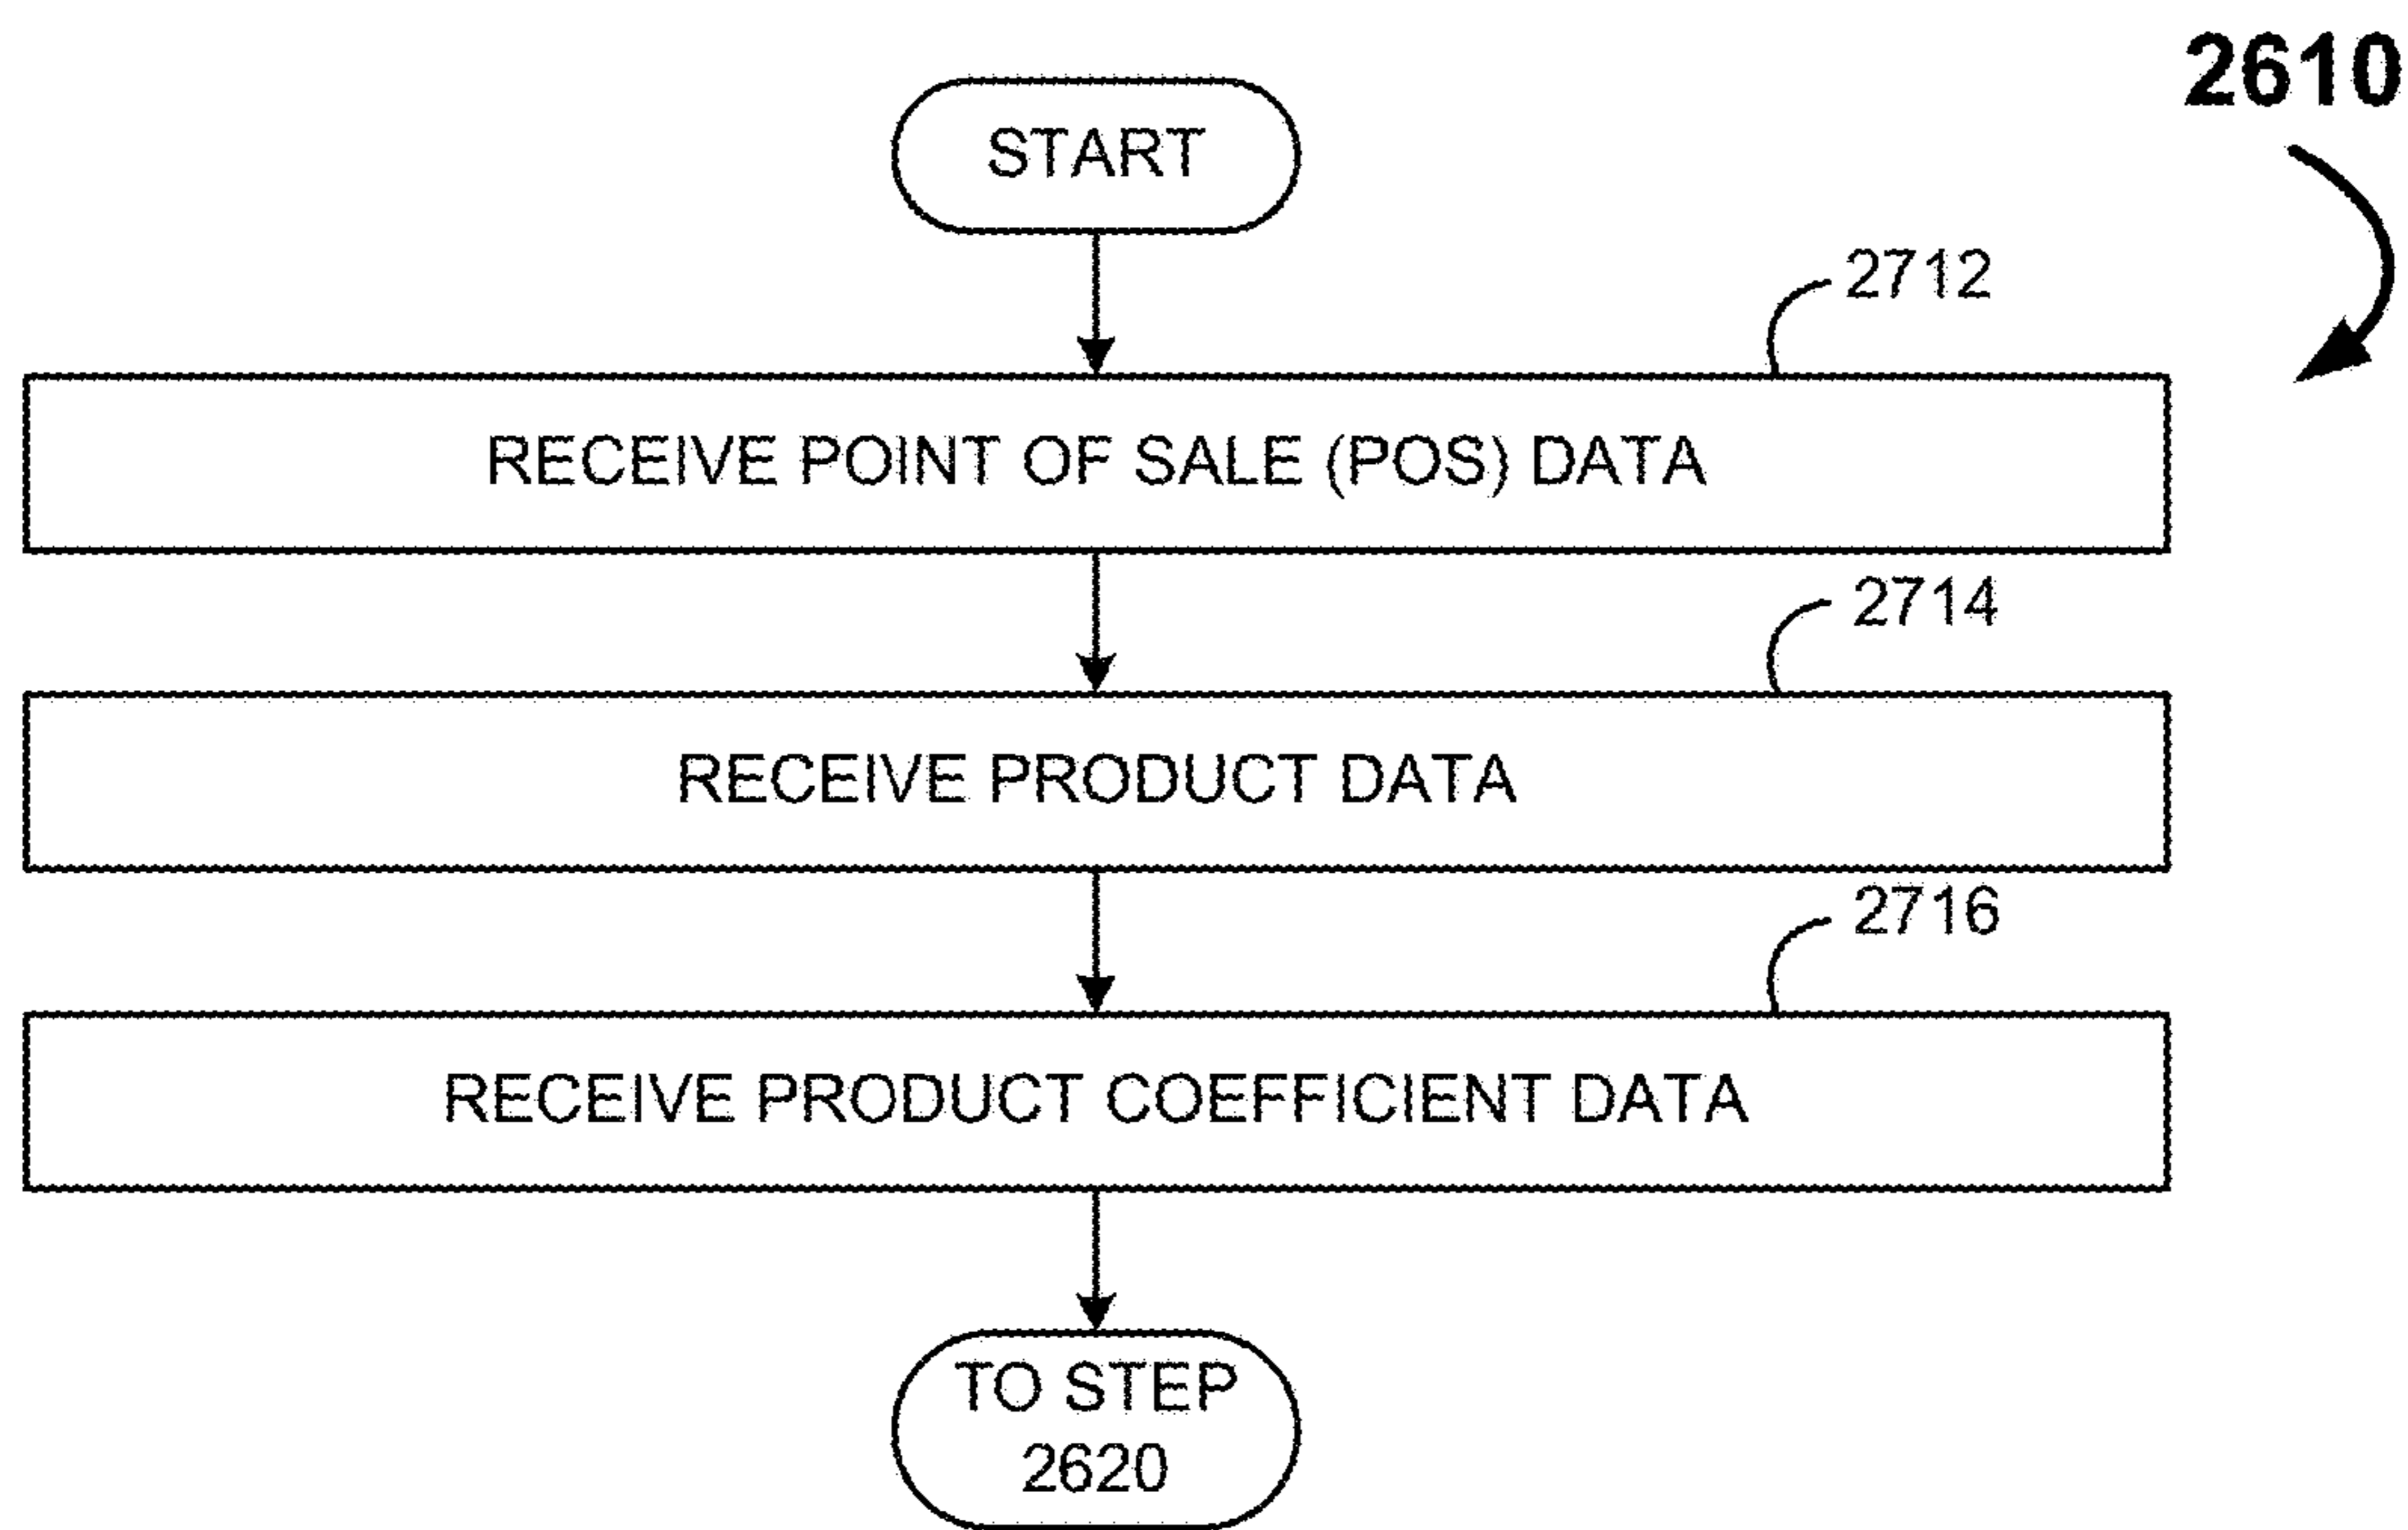 2610
START
2712
RECEIVE POINT OF SALE (POS) DATA
2714
RECEIVE PRODUCT DATA
2716
RECEIVE PRODUCT COEFFICIENT DATA
TO STEP
2620